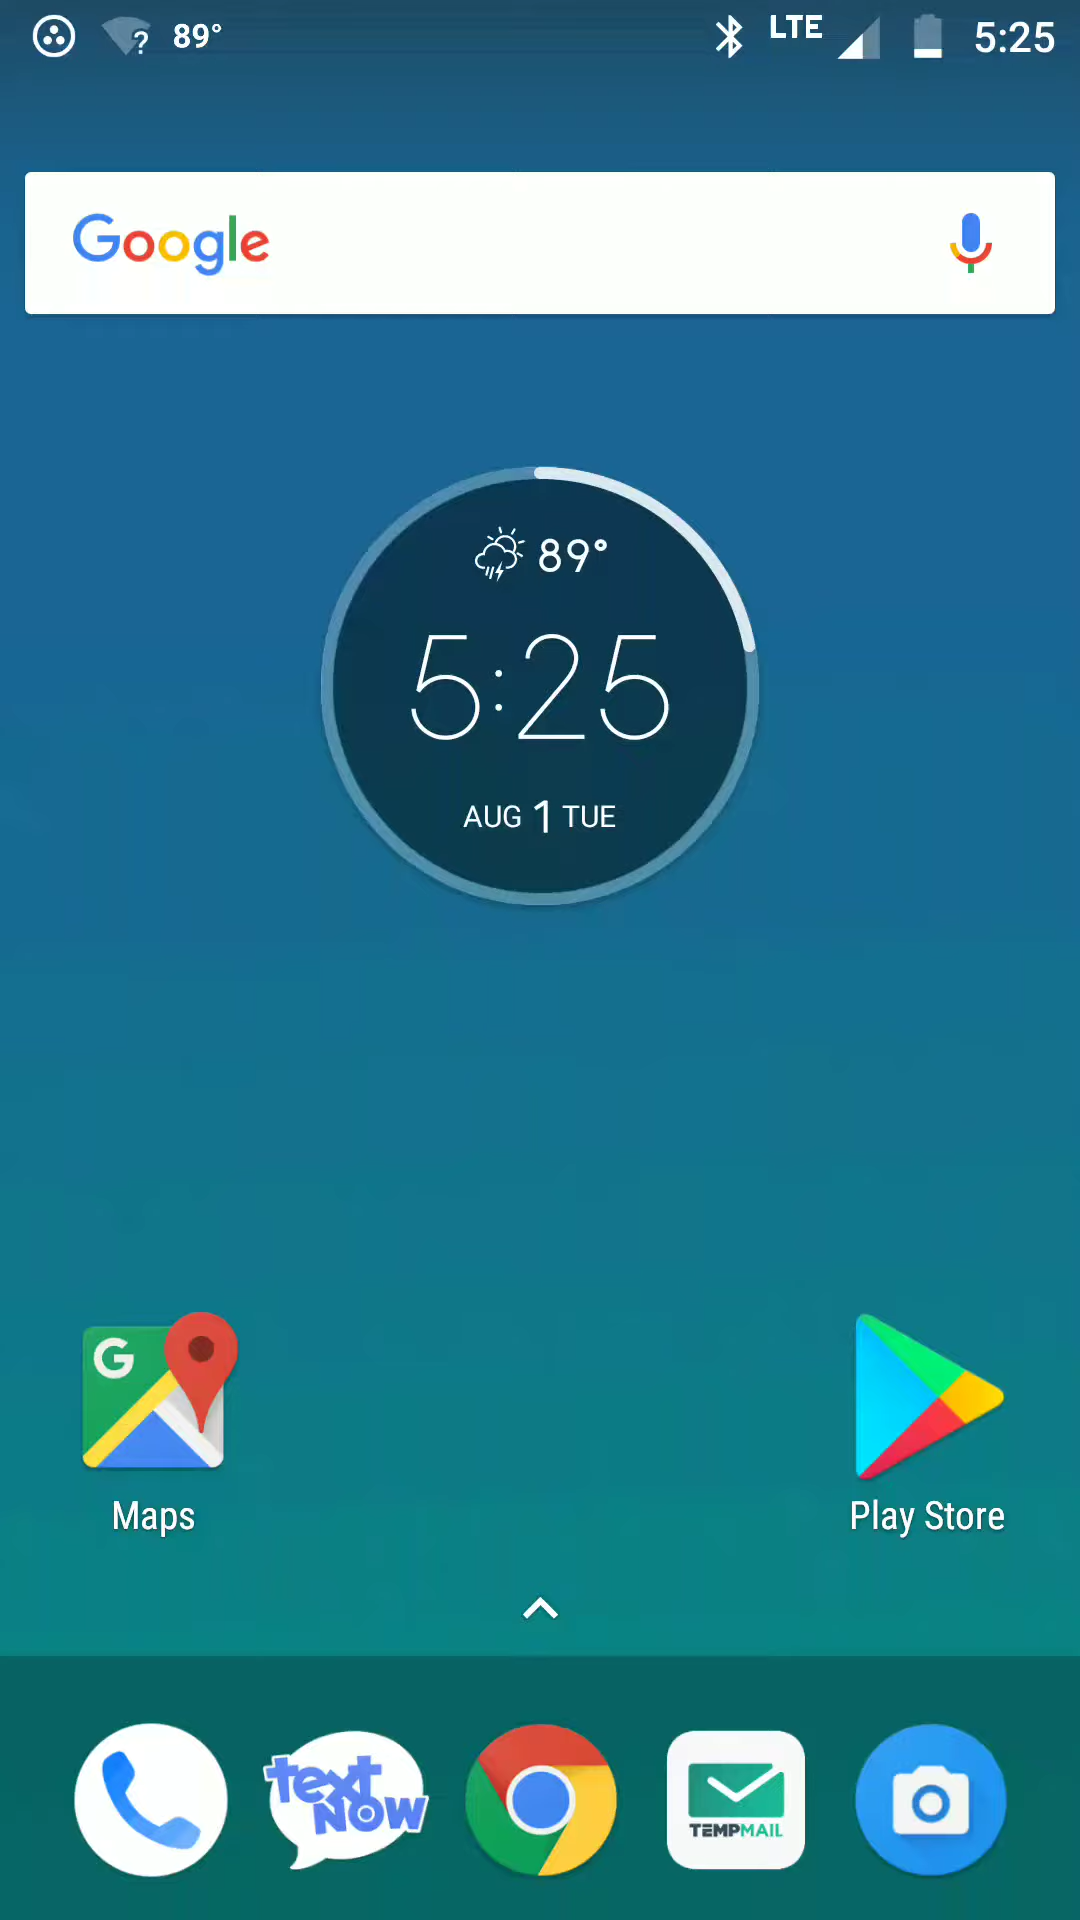 89°
LTE
5:25
Google
89°
5:25
AUG 1 TUE
G
Maps
Play Store
text
NOW
TEMPMAIL